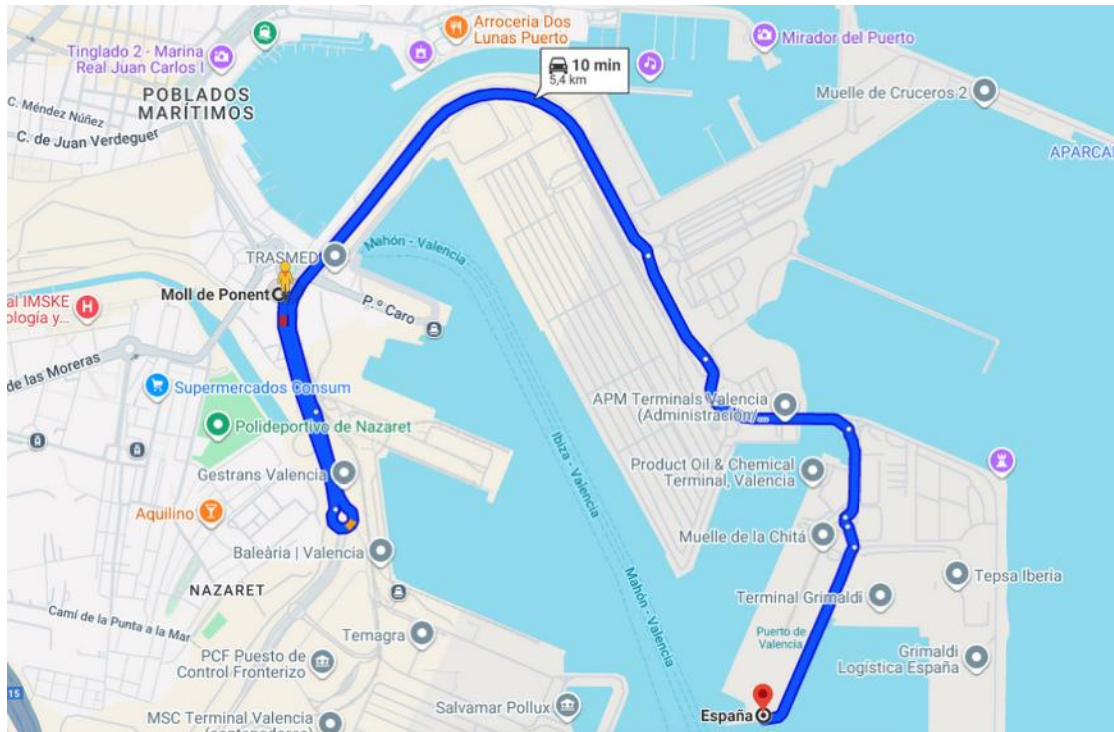 Arroceria Dos
Lunas Puerto
Tinglado 2 - Marina
Real Juan Carlos I
Mirador del Puerto
10 min
5,4 km
POBLADOS
MARÍTIMOS
Muelle de Cruceros 2
C. Méndez Núñez
C. de Juan Verdeguer
APARCA
TRASMED
Mahón - Valencia
Moll de Ponent
al IMSKE
ología y...
H
P.º Caro
de las Moreras
Supermercados Consum
APM Terminals Valencia
(Administración/...
Polideportivo de Nazaret
Ibiza - Valencia
Gestrans Valencia
Product Oil & Chemical
Terminal, Valencia
Aquilino
Muelle de la Chitá
Baleària | Valencia
Mahón - Valencia
Tepsa Iberia
NAZARET
Terminal Grimaldi
Camí de la Punta a la Mar
Temagra
Puerto de
Valencia
PCF Puesto de
Control Fronterizo
Grimaldi
Logística España
15
Salvamar Pollux
España
MSC Terminal Valencia